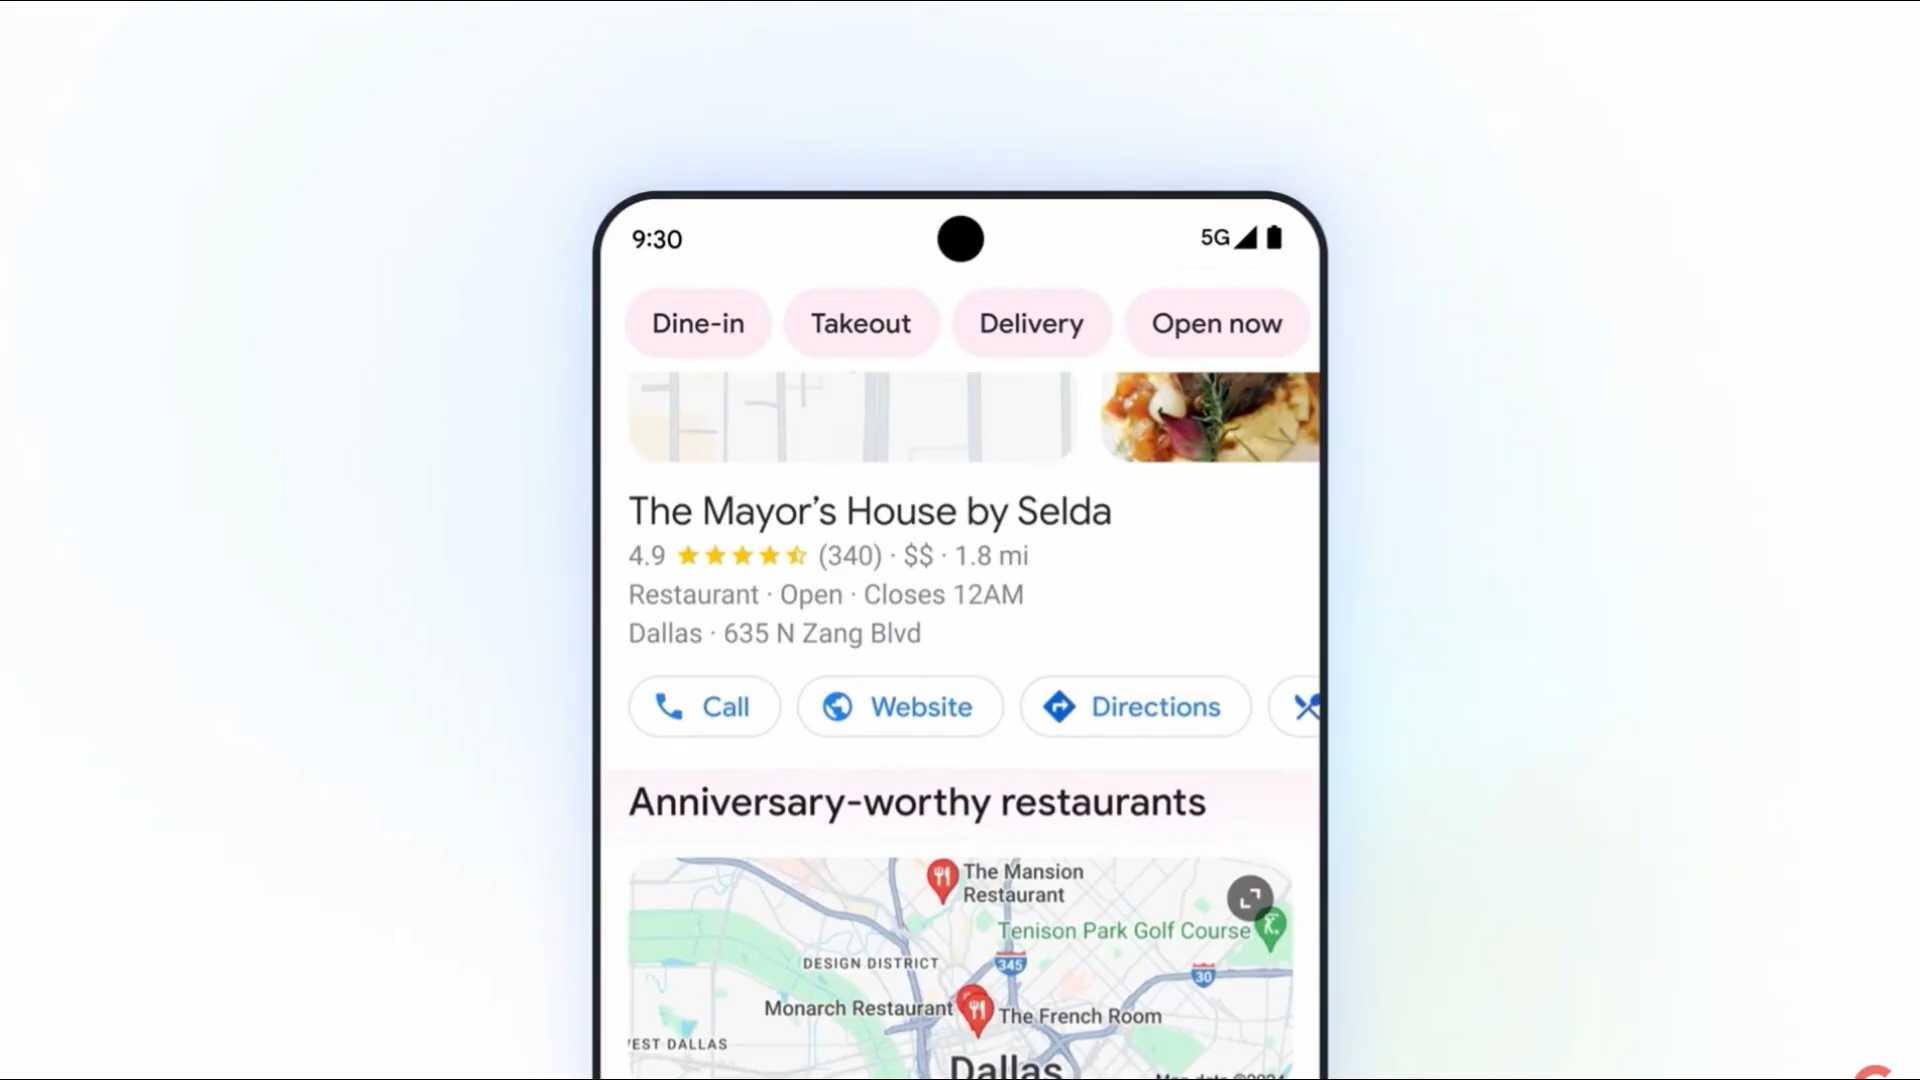 9:30
5G
Dine-in
Takeout
Delivery
Open now
The Mayor’s House by Selda
4.9 (340) · $$ · 1.8 mi
Restaurant · Open · Closes 12AM
Dallas · 635 N Zang Blvd
Call
Website
Directions
Anniversary-worthy restaurants
The Mansion
Restaurant
Tenison Park Golf Course
DESIGN DISTRICT
345
30
Monarch Restaurant
The French Room
EST DALLAS
Dallas